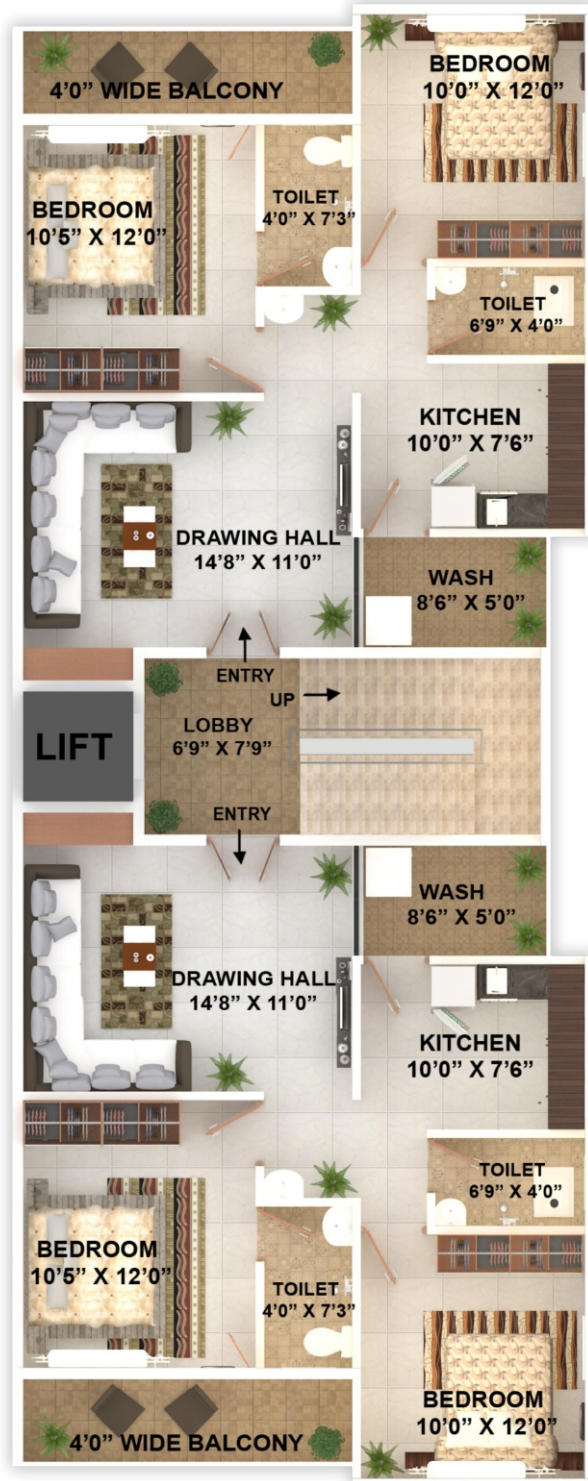 4'0" WIDE BALCONY
BEDROOM
10'0" X 12'0"
BEDROOM
10'5" X 12'0"
TOILET
4'0" X 7'3"
TOILET
6'9" X 4'0"
KITCHEN
10'0" X 7'6"
DRAWING HALL
14'8" X 11'0"
WASH
8'6" X 5'0"
ENTRY
UP
LOBBY
6'9" X 7'9"
LIFT
ENTRY
WASH
8'6" X 5'0"
DRAWING HALL
14'8" X 11'0"
KITCHEN
10'0" X 7'6"
TOILET
6'9" X 4'0"
BEDROOM
10'5" X 12'0"
TOILET
4'0" X 7'3"
BEDROOM
10'0" X 12'0"
4'0" WIDE BALCONY